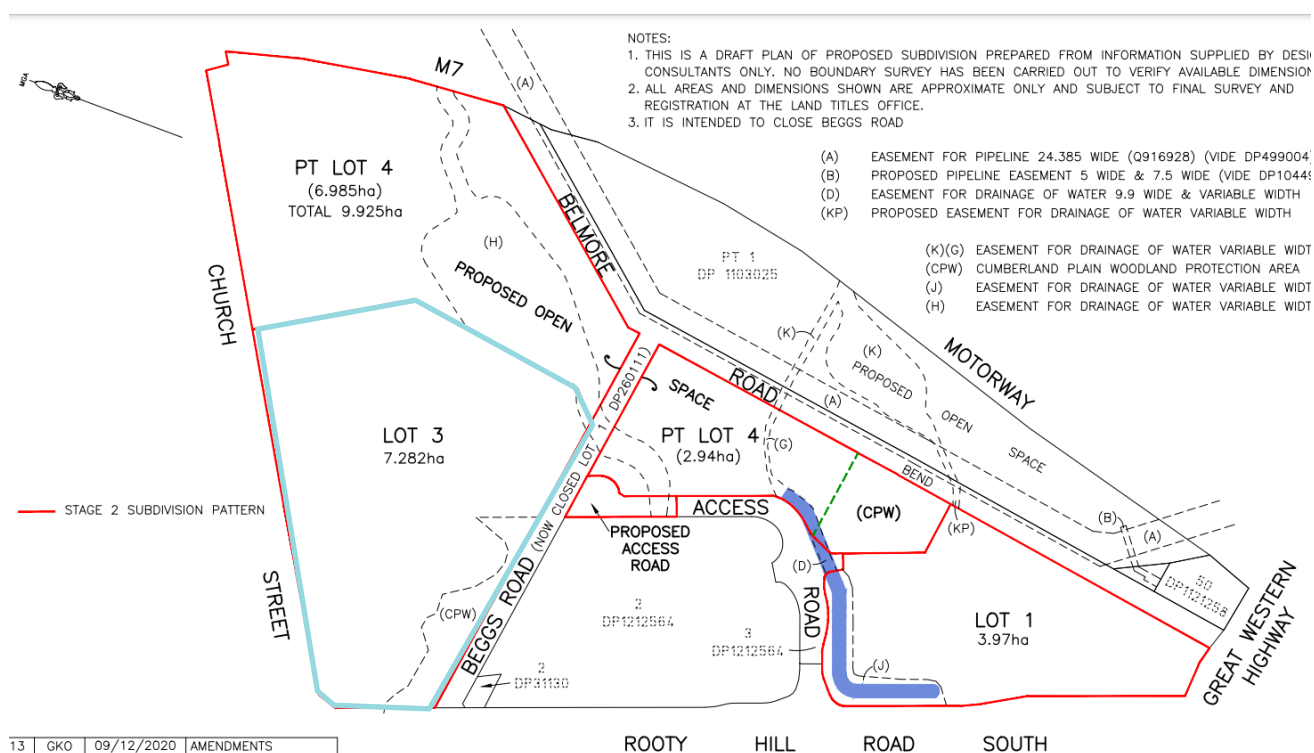 NOTES:
1. THIS IS A DRAFT PLAN OF PROPOSED SUBDIVISION PREPARED FROM INFORMATION SUPPLIED BY
CONSULTANTS ONLY. NO BOUNDARY SURVEY HAS BEEN CARRIED OUT TO VERIFY AVAILABLE
2. ALL AREAS AND DIMENSIONS SHOWN ARE APPROXIMATE ONLY AND SUBJECT TO FINAL SURVEY AND
REGISTRATION AT THE LAND TITLES OFFICE.
3. IT IS INTENDED TO CLOSE BEGGS ROAD
(A) EASEMENT FOR PIPELINE 24.385 WIDE (Q916928) (VIDE DP499004)
(B) PROPOSED PIPELINE EASEMENT 5 WIDE & 7.5 WIDE (VIDE
(D) EASEMENT FOR DRAINAGE OF WATER 9.9 WIDE & VARIABLE WIDTH
(KP) PROPOSED EASEMENT FOR DRAINAGE OF WATER VARIABLE WIDTH
(K)(G) EASEMENT FOR DRAINAGE OF WATER VARIABLE
(CPW) CUMBERLAND PLAIN WOODLAND PROTECTION AREA
(J) EASEMENT FOR DRAINAGE OF WATER VARIABLE
(H) EASEMENT FOR DRAINAGE OF WATER VARIABLE
MGA
M7
(A)
PT LOT 4
(6.985ha)
TOTAL 9.925ha
BELMORE
(H)
PROPOSED OPEN
CHURCH
PT 1
DP 1103025
(K)
(K)
PROPOSED
OPEN
SPACE
MOTORWAY
ROAD
(A)
SPACE
LOT 3
7.282ha
PT LOT 4
(2.94ha)
(G)
BEND
STAGE 2 SUBDIVISION PATTERN
ACCESS
(CPW)
(KP)
(B)
(A)
PROPOSED
ACCESS
ROAD
BEGGS ROAD (NOW CLOSED LOT 1/ DP260111)
STREET
(D)
ROAD
50
DP1121258
(CPW)
2
DP1212564
3
DP1212564
LOT 1
3.97ha
GREAT WESTERN
HIGHWAY
2
DP31130
(J)
ROOTY HILL ROAD SOUTH
13 GKO 09/12/2020 AMENDMENTS